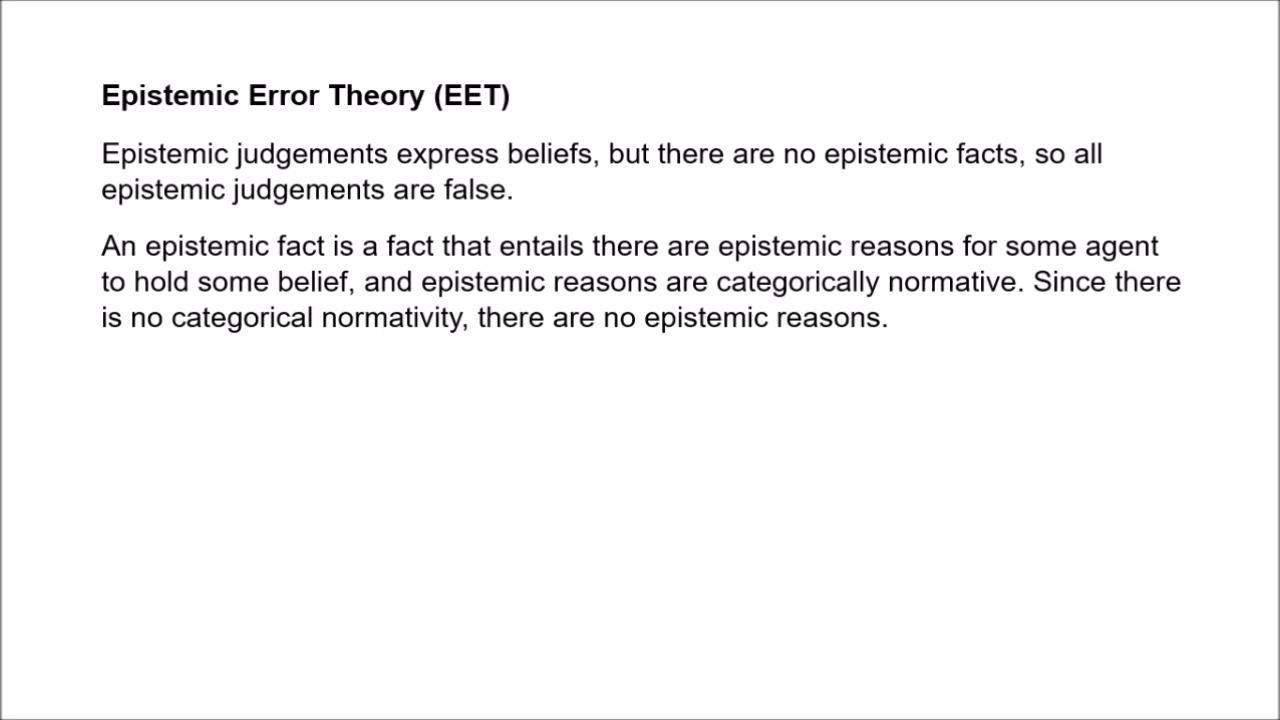 Epistemic Error Theory (EET)
Epistemic judgements express beliefs, but there are no epistemic facts, so all
epistemic judgements are false.
An epistemic fact is a fact that entails there are epistemic reasons for some agent
to hold some belief, and epistemic reasons are categorically normative. Since there
is no categorical normativity, there are no epistemic reasons.